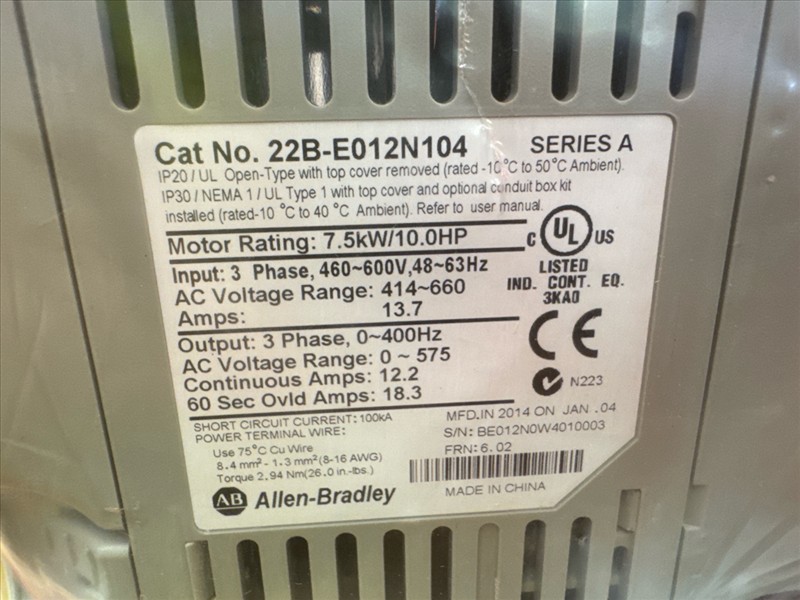 Cat No. 22B-E012N104 SERIES A
IP20 / UL Open-Type with top cover removed (rated -10°C to 50°C Ambient).
IP30 / NEMA 1 / UL Type 1 with top cover and optional conduit box kit
installed (rated-10 °C to 40 °C Ambient). Refer to user manual.
Motor Rating: 7.5kW/10.0HP
C UL US
LISTED
IND. CONT. EQ.
3KA0
Input: 3 Phase, 460~600V,48~63Hz
AC Voltage Range: 414~660
Amps: 13.7
Output: 3 Phase, 0~400Hz
AC Voltage Range: 0 ~ 575
Continuous Amps: 12.2
60 Sec Ovld Amps: 18.3
CE
N223
SHORT CIRCUIT CURRENT: 100kA
POWER TERMINAL WIRE:
Use 75°C Cu Wire
8.4 mm² - 1.3 mm² (8-16 AWG)
Torque 2.94 Nm(26.0 in.-lbs.)
MFD.IN 2014 ON JAN .04
S/N: BE012N0W4010003
FRN: 6.02
MADE IN CHINA
AB Allen-Bradley